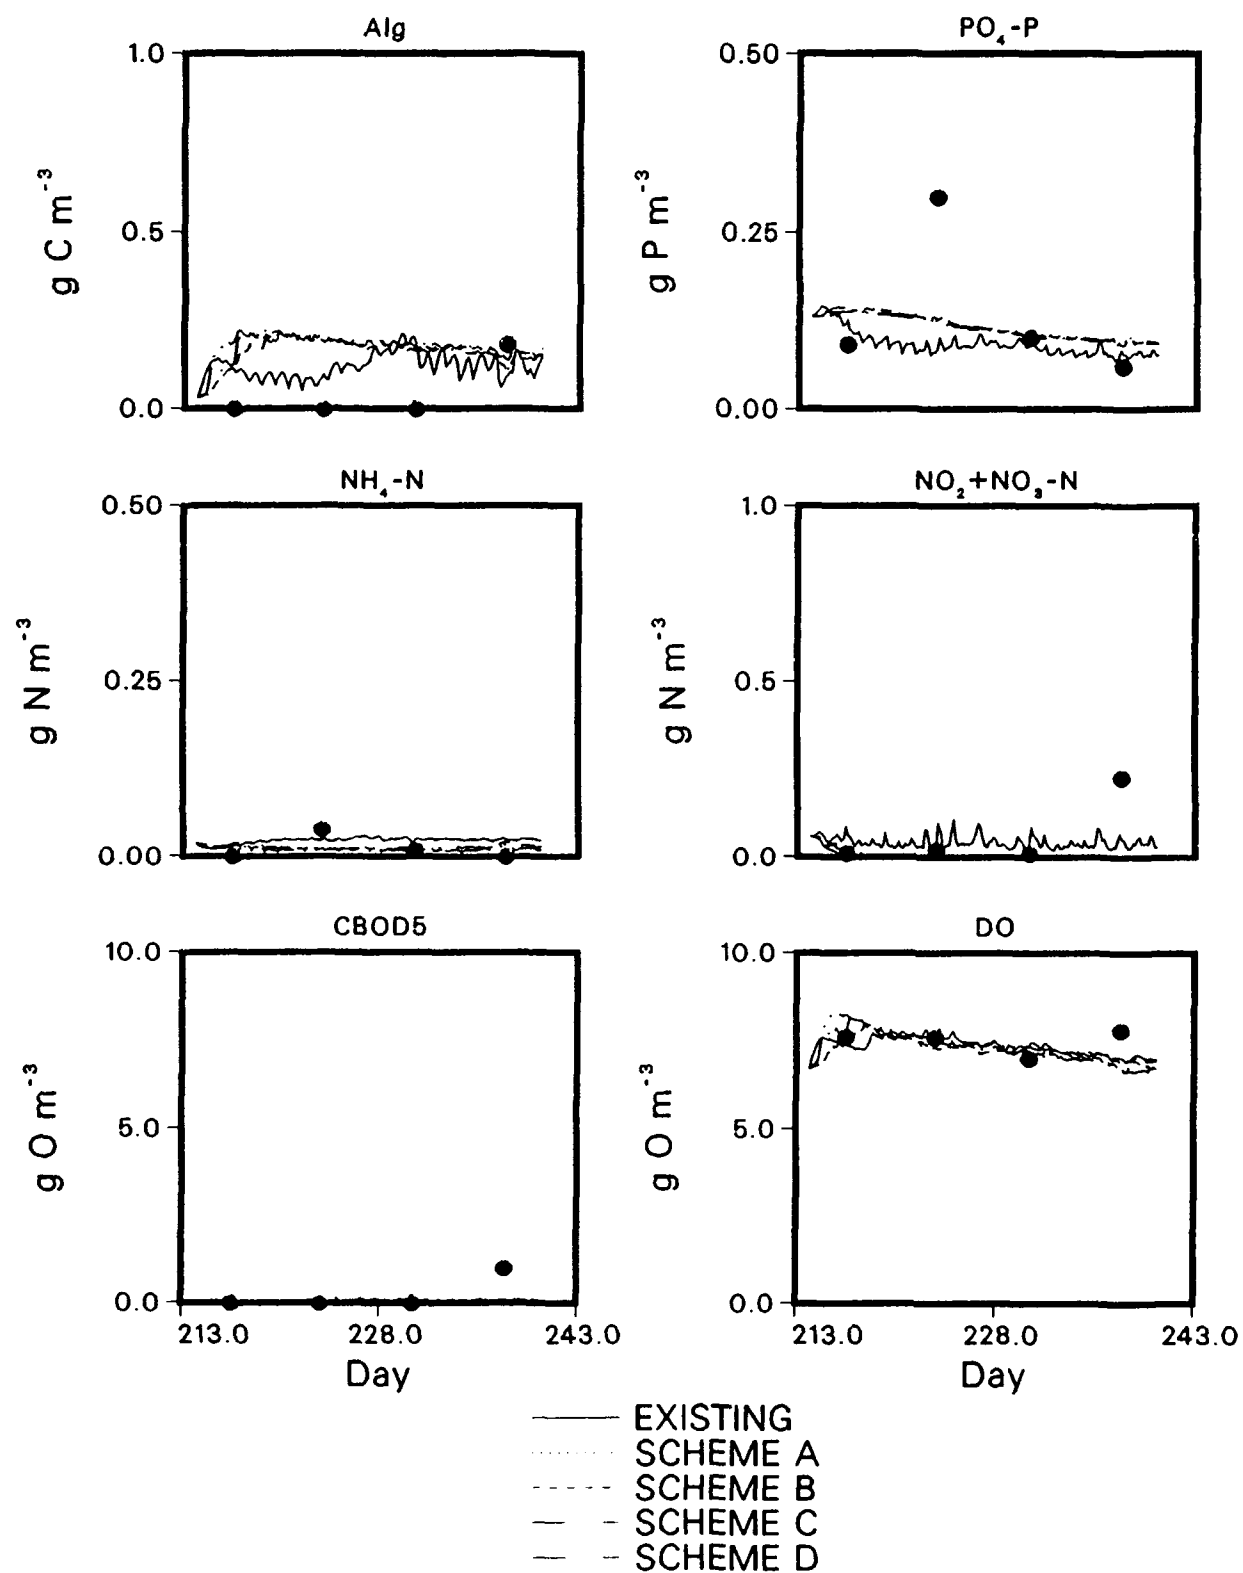 Alg
1.0
0.5
0.0
g C m⁻³
PO₄-P
0.50
0.25
0.00
g P m⁻³
NH₄-N
0.50
0.25
0.00
g N m⁻³
NO₂+NO₃-N
1.0
0.5
0.0
g N m⁻³
CBOD5
10.0
5.0
0.0
g O m⁻³
213.0 228.0 243.0
Day
DO
10.0
5.0
0.0
g O m⁻³
213.0 228.0 243.0
Day
EXISTING
SCHEME A
SCHEME B
SCHEME C
SCHEME D